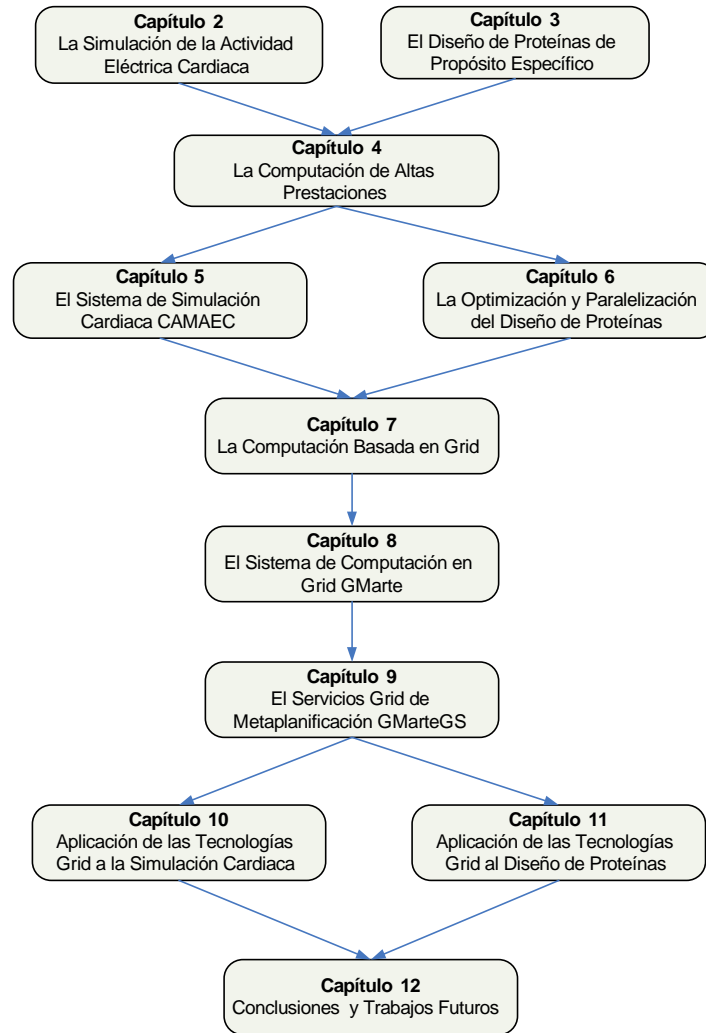 Capítulo 2
La Simulación de la Actividad
Eléctrica Cardiaca
Capítulo 3
El Diseño de Proteínas de
Propósito Específico
Capítulo 4
La Computación de Altas
Prestaciones
Capítulo 5
El Sistema de Simulación
Cardiaca CAMAEC
Capítulo 6
La Optimización y Paralelización
del Diseño de Proteínas
Capítulo 7
La Computación Basada en Grid
Capítulo 8
El Sistema de Computación en
Grid GMarte
Capítulo 9
El Servicios Grid de
Metaplanificación GMarteGS
Capítulo 10
Aplicación de las Tecnologías
Grid a la Simulación Cardiaca
Capítulo 11
Aplicación de las Tecnologías
Grid al Diseño de Proteínas
Capítulo 12
Conclusiones y Trabajos Futuros